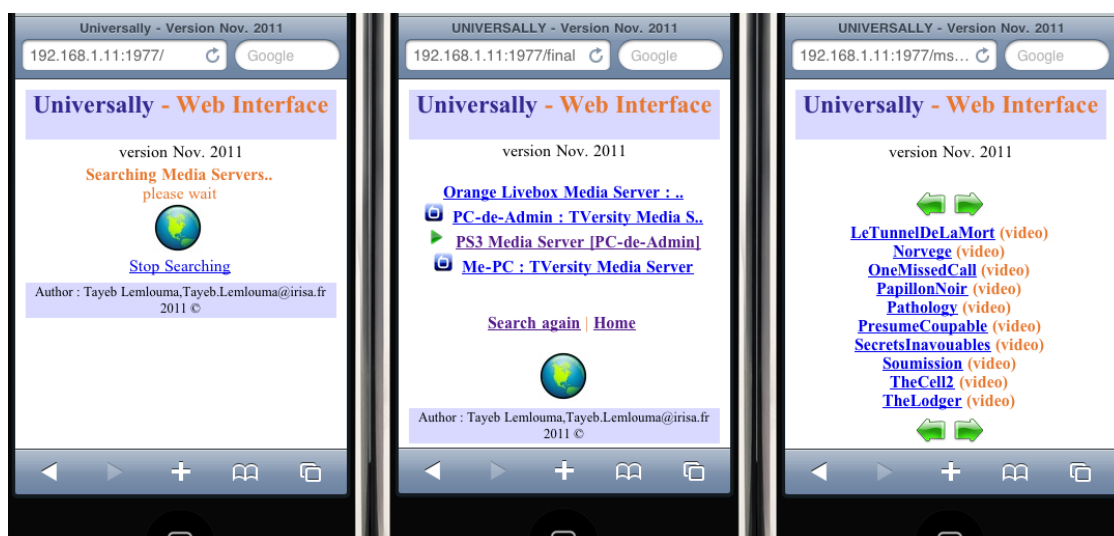 Universally - Version Nov. 2011
192.168.1.11:1977/
Google
Universally - Web Interface
version Nov. 2011
Searching Media Servers..
please wait
Stop Searching
Author : Tayeb Lemlouma,Tayeb.Lemlouma@irisa.fr
2011 ©
UNIVERSALLY - Version Nov. 2011
192.168.1.11:1977/final
Google
Universally - Web Interface
version Nov. 2011
Orange Livebox Media Server : ..
PC-de-Admin : TVersity Media S..
PS3 Media Server [PC-de-Admin]
Me-PC : TVersity Media Server
Search again | Home
Author : Tayeb Lemlouma,Tayeb.Lemlouma@irisa.fr
2011 ©
UNIVERSALLY - Version Nov. 2011
192.168.1.11:1977/ms...
Google
Universally - Web Interface
version Nov. 2011
LeTunnelDeLaMort (video)
Norvege (video)
OneMissedCall (video)
PapillonNoir (video)
Pathology (video)
PresumeCoupable (video)
SecretsInavouables (video)
Soumission (video)
TheCell2 (video)
TheLodger (video)